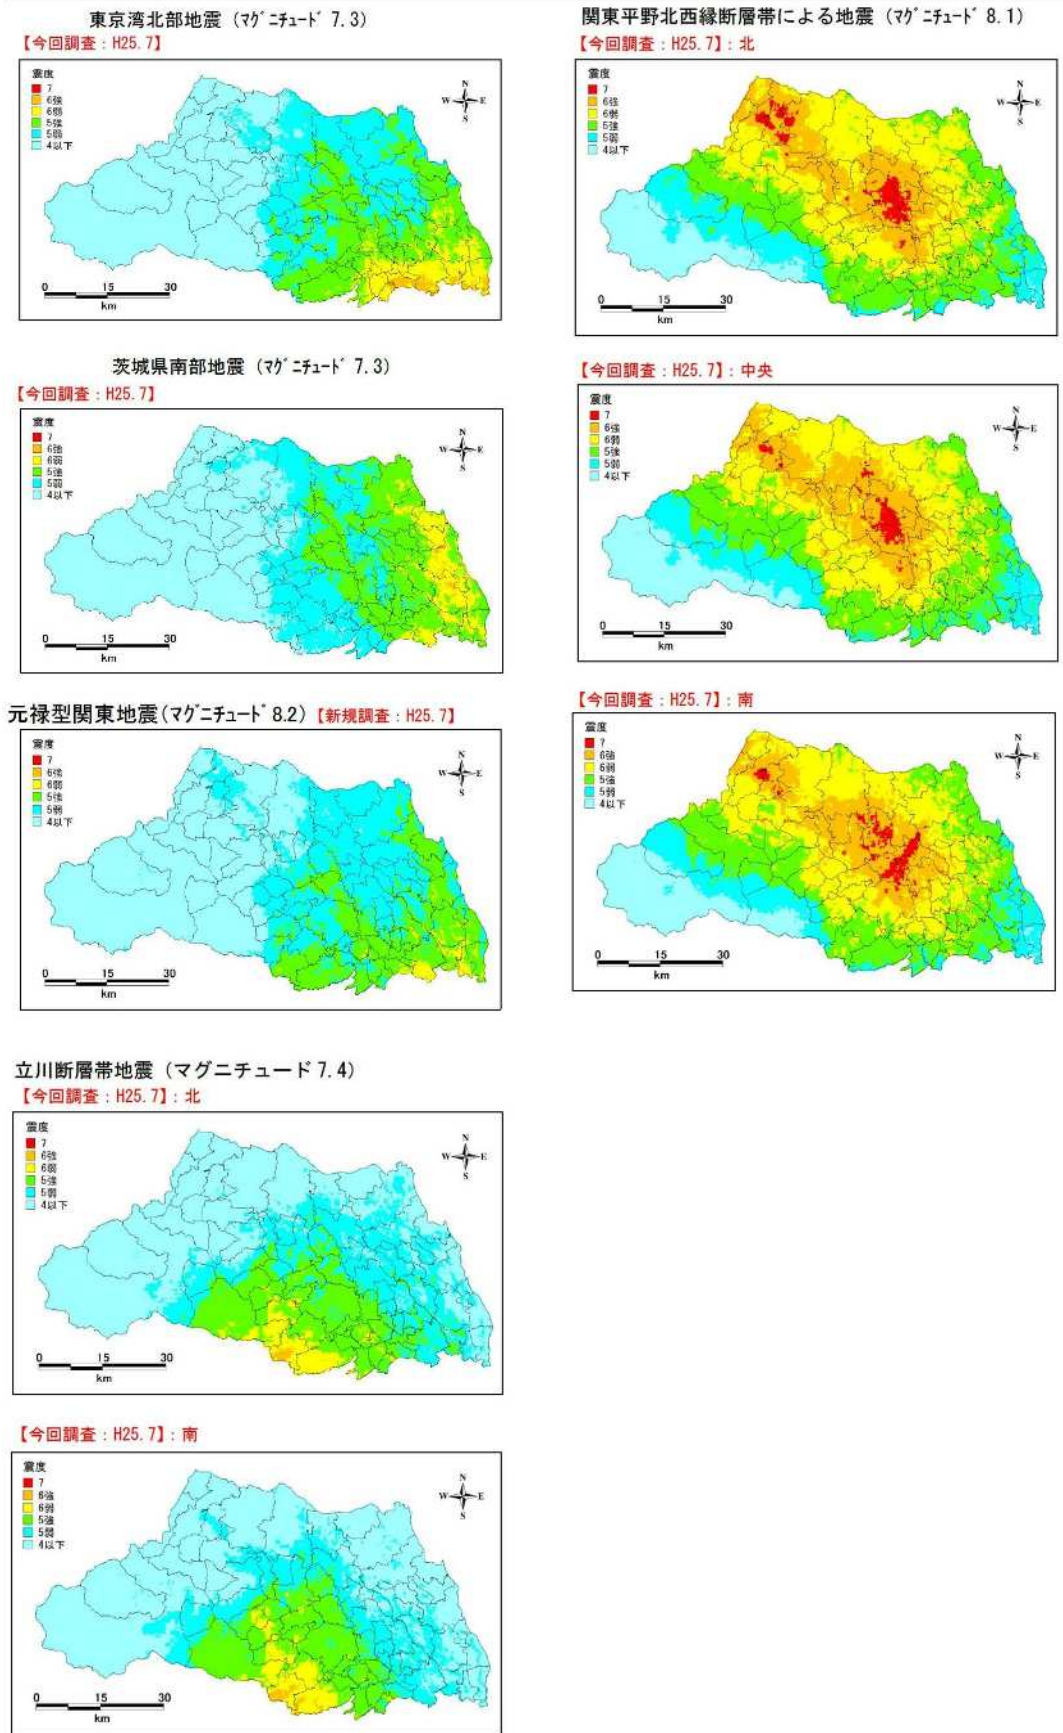 東京湾北部地震（マグニチュード 7.3）
【今回調査：H25.7】
震度
7
6強
6弱
5強
5弱
4以下
N
W E
S
0 15 30
km
茨城県南部地震（マグニチュード 7.3）
【今回調査：H25.7】
震度
7
6強
6弱
5強
5弱
4以下
N
W E
S
0 15 30
km
元禄型関東地震(マグニチュード 8.2)【新規調査：H25.7】
震度
7
6強
6弱
5強
5弱
4以下
N
W E
S
0 15 30
km
立川断層帯地震（マグニチュード 7.4）
【今回調査：H25.7】：北
震度
7
6強
6弱
5強
5弱
4以下
N
W E
S
0 15 30
km
【今回調査：H25.7】：南
震度
7
6強
6弱
5強
5弱
4以下
N
W E
S
0 15 30
km
関東平野北西縁断層帯による地震（マグニチュード 8.1）
【今回調査：H25.7】：北
震度
7
6強
6弱
5強
5弱
4以下
N
W E
S
0 15 30
km
【今回調査：H25.7】：中央
震度
7
6強
6弱
5強
5弱
4以下
N
W E
S
0 15 30
km
【今回調査：H25.7】：南
震度
7
6強
6弱
5強
5弱
4以下
N
W E
S
0 15 30
km